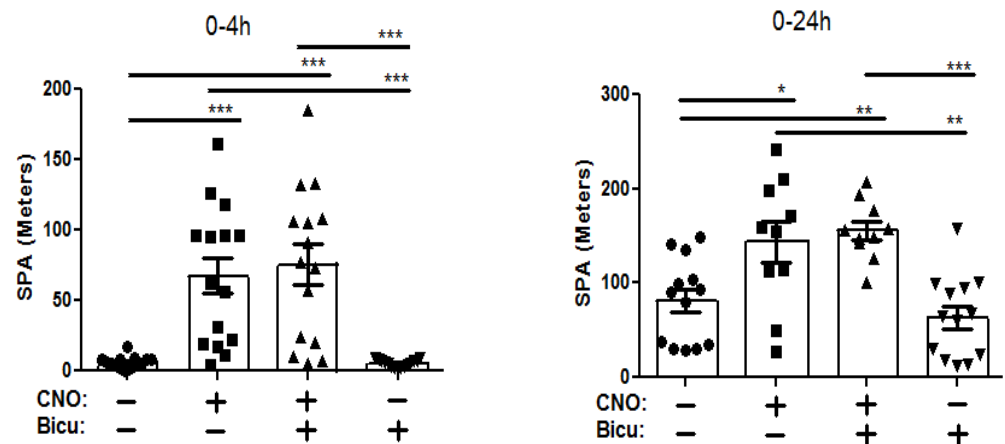 0-4h
***
***
***
***
200
150
100
50
0
SPA (Meters)
CNO: − + + −
Bicu: − − + +
0-24h
***
*
**
**
300
200
100
0
SPA (Meters)
CNO: − + + −
Bicu: − − + +